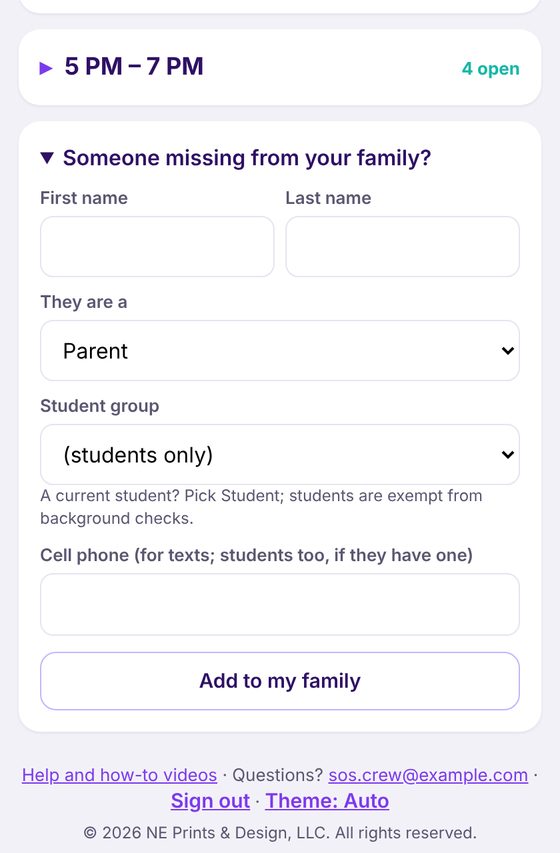 ▶ 5 PM – 7 PM 4 open
▼ Someone missing from your family?
First name Last name
They are a
Parent
Student group
(students only)
A current student? Pick Student; students are exempt from
background checks.
Cell phone (for texts; students too, if they have one)
Add to my family
Help and how-to videos · Questions? sos.crew@example.com ·
Sign out · Theme: Auto
© 2026 NE Prints & Design, LLC. All rights reserved.